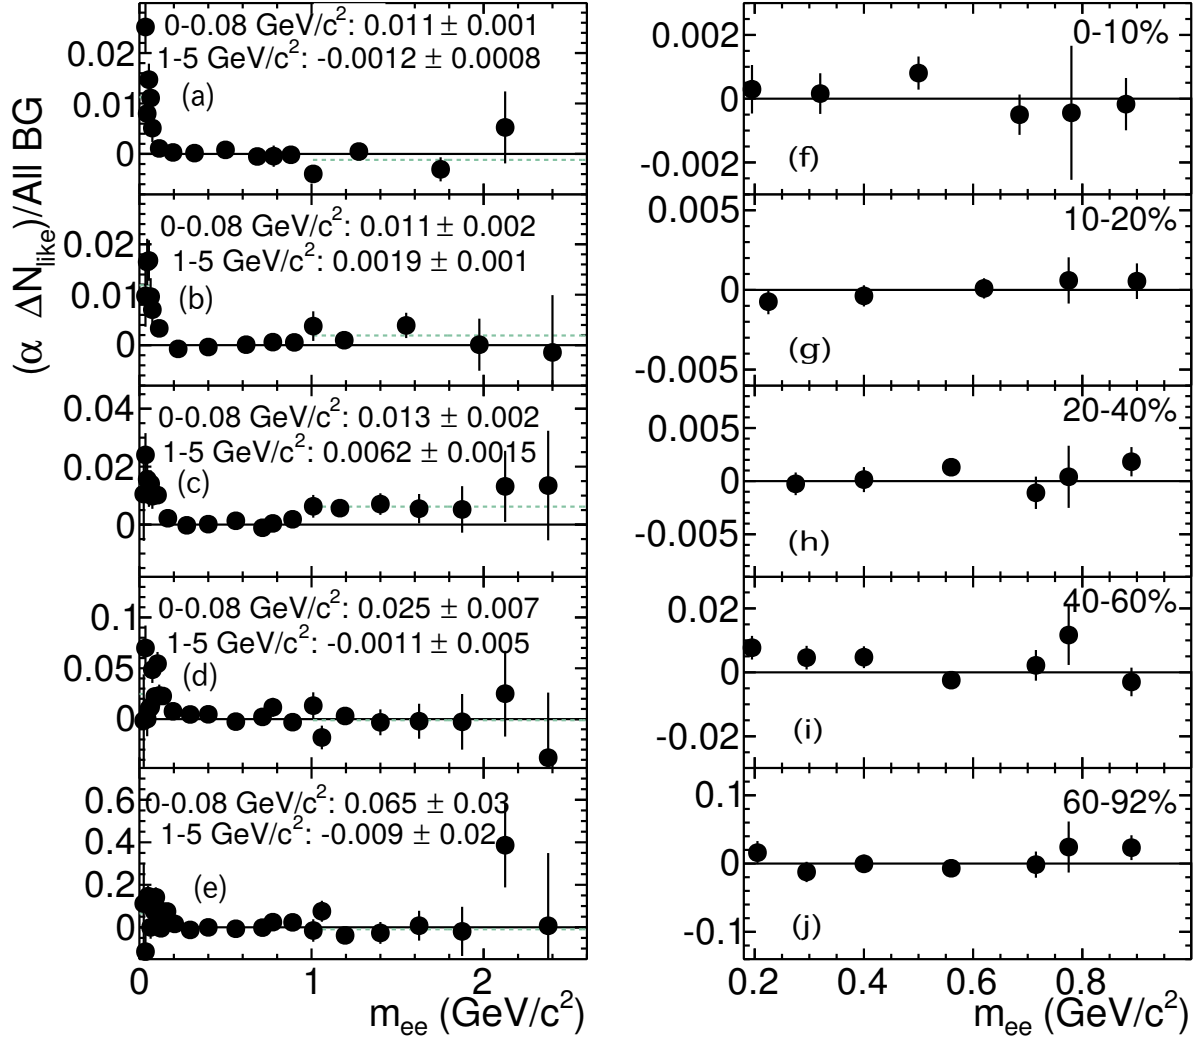 (α ΔN_like)/All BG
0-0.08 GeV/c²: 0.011 ± 0.001
1-5 GeV/c²: -0.0012 ± 0.0008
(a)
0.02
0.01
0
0-0.08 GeV/c²: 0.011 ± 0.002
1-5 GeV/c²: 0.0019 ± 0.001
(b)
0.02
0.01
0
0-0.08 GeV/c²: 0.013 ± 0.002
1-5 GeV/c²: 0.0062 ± 0.0015
(c)
0.04
0.02
0
0-0.08 GeV/c²: 0.025 ± 0.007
1-5 GeV/c²: -0.0011 ± 0.005
(d)
0.1
0.05
0
0-0.08 GeV/c²: 0.065 ± 0.03
1-5 GeV/c²: -0.009 ± 0.02
(e)
0.6
0.4
0.2
0
0 1 2
m_ee (GeV/c²)
0-10%
0.002
0
-0.002
(f)
10-20%
0.005
0
-0.005
(g)
20-40%
0.005
0
-0.005
(h)
40-60%
0.02
0
-0.02
(i)
60-92%
0.1
0
-0.1
(j)
0.2 0.4 0.6 0.8
m_ee (GeV/c²)